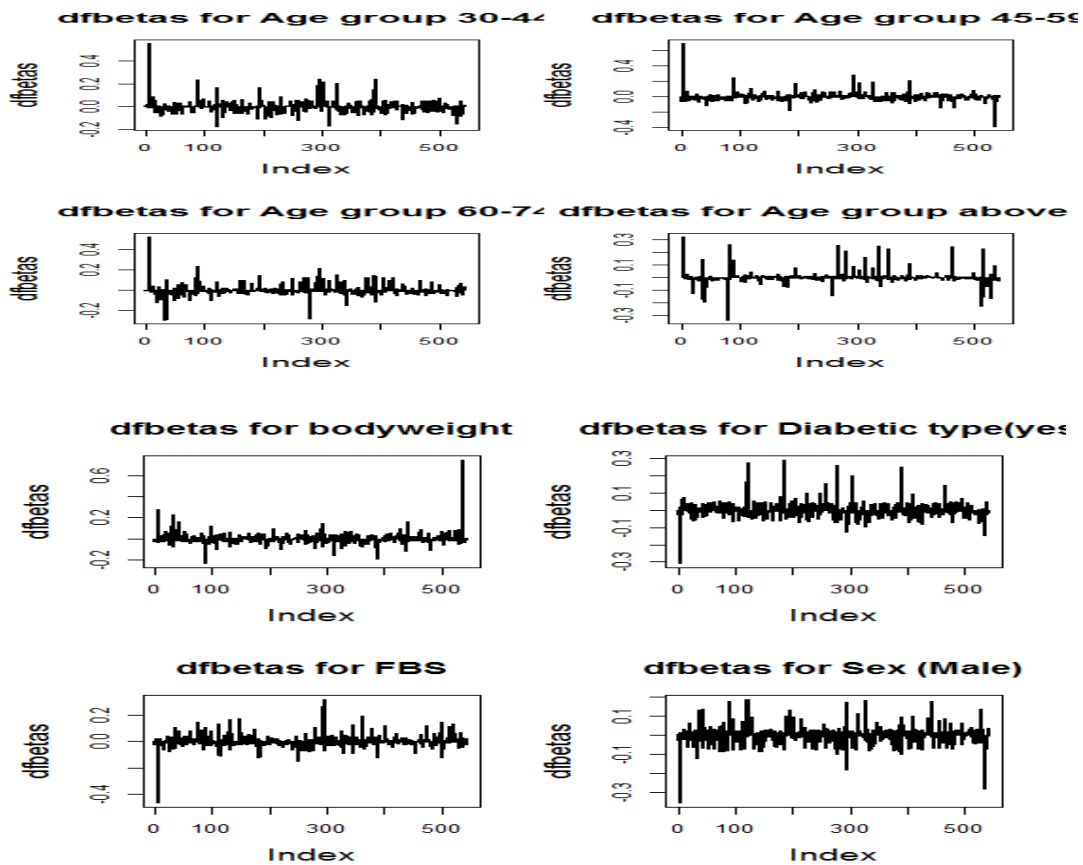 dfbetas for Age group 30-44
dfbetas
0.4
0.2
0.0
-0.2
0
100
300
500
Index
dfbetas for Age group 45-59
dfbetas
0.4
0.0
-0.4
0
100
300
500
Index
dfbetas for Age group 60-74
dfbetas
0.4
0.2
-0.2
0
100
300
500
Index
dfbetas for Age group above
dfbetas
0.3
0.1
-0.1
-0.3
0
100
300
500
Index
dfbetas for bodyweight
dfbetas
0.6
0.2
-0.2
0
100
300
500
Index
dfbetas for Diabetic type(yes
dfbetas
0.3
0.1
-0.1
-0.3
0
100
300
500
Index
dfbetas for FBS
dfbetas
0.2
0.0
-0.4
0
100
300
500
Index
dfbetas for Sex (Male)
dfbetas
0.1
-0.1
-0.3
0
100
300
500
Index